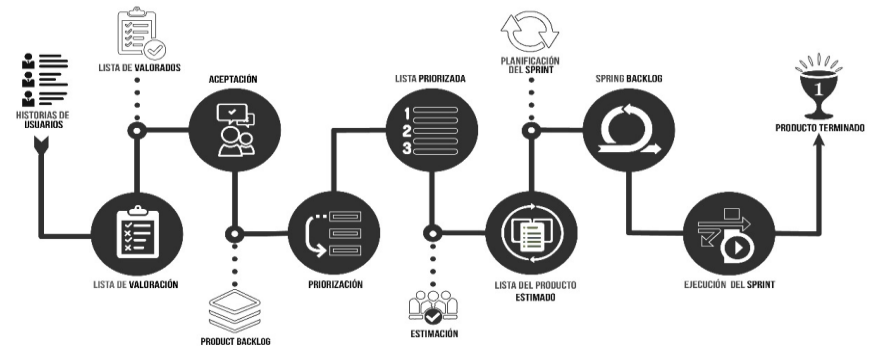 HISTORIAS DE
USUARIOS
LISTA DE VALORACIÓN
LISTA DE VALORADOS
ACEPTACIÓN
PRODUCT BACKLOG
PRIORIZACIÓN
LISTA PRIORIZADA
1
2
3
ESTIMACIÓN
LISTA DEL PRODUCTO
ESTIMADO
PLANIFICACIÓN
DEL SPRINT
SPRING BACKLOG
EJECUCIÓN DEL SPRINT
1
PRODUCTO TERMINADO